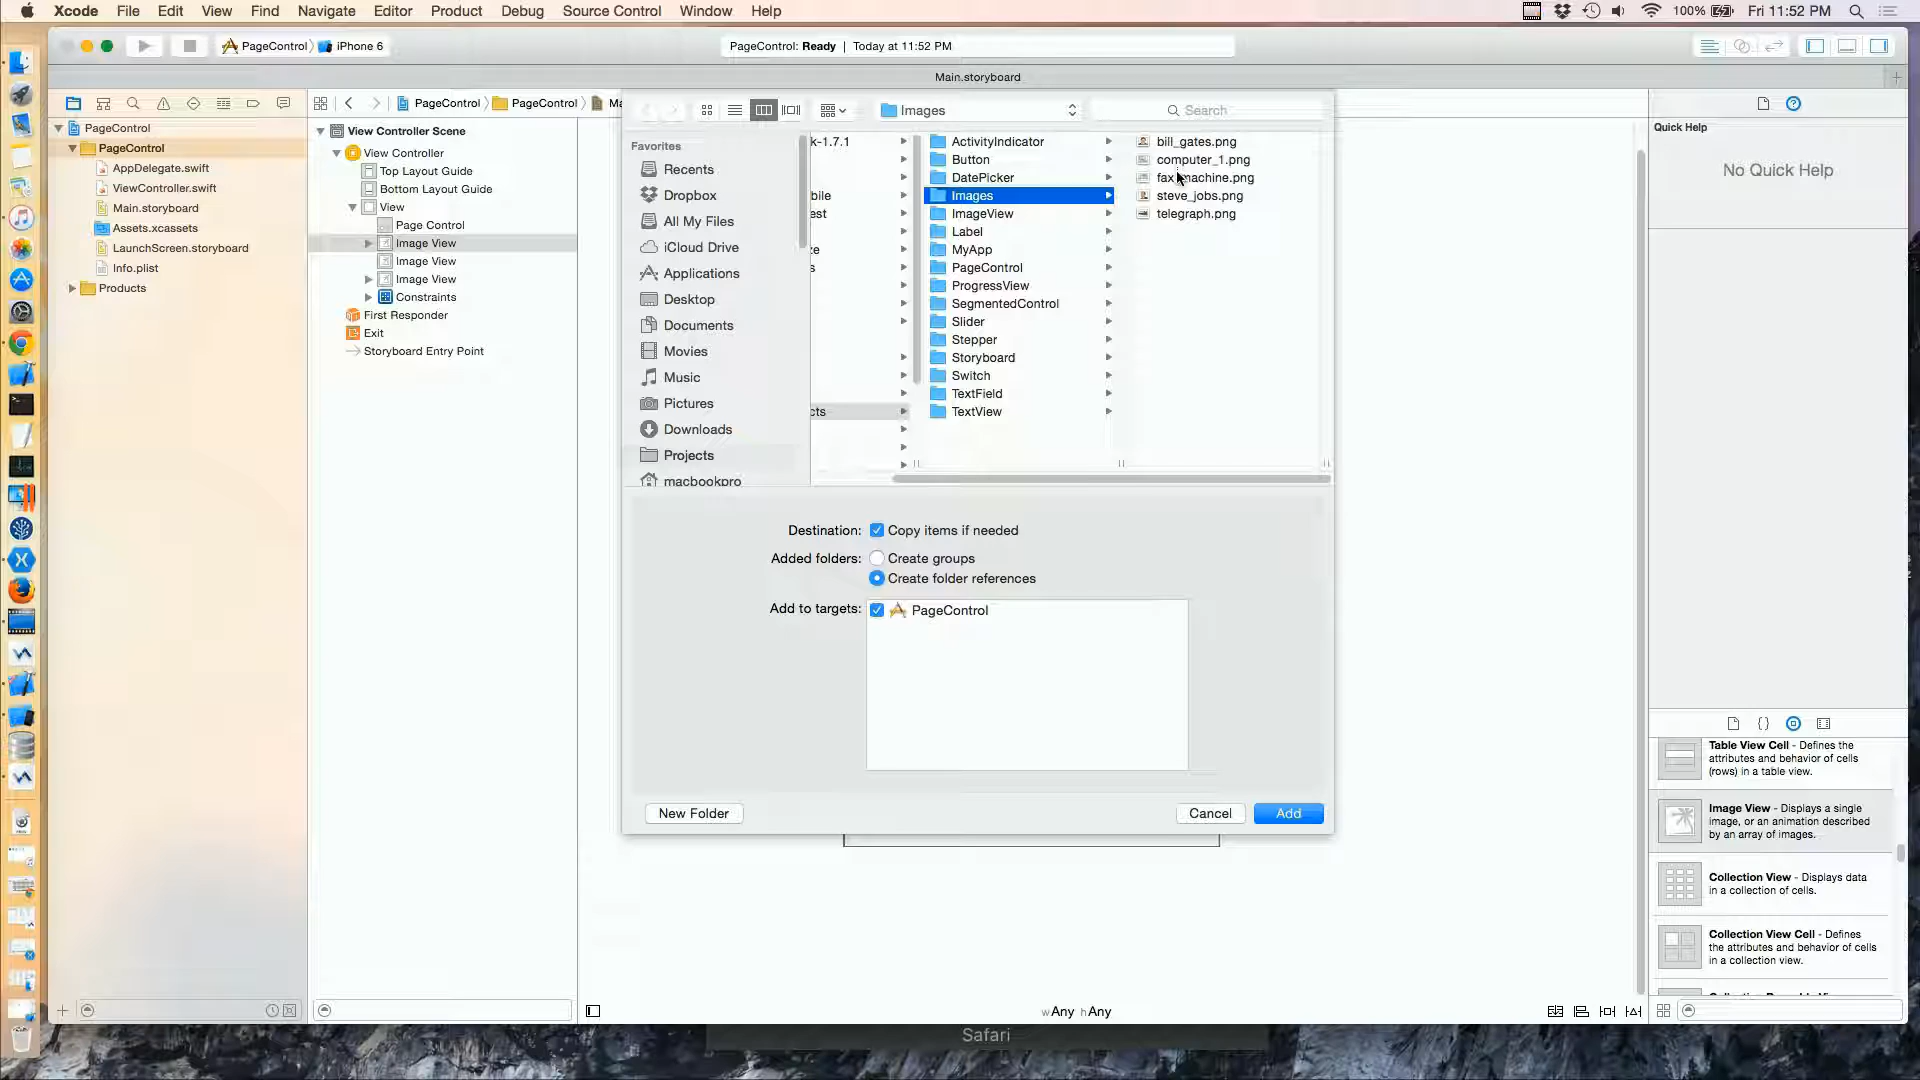 Xcode File Edit View Find Navigate Editor Product Debug Source Control Window Help 100% Fri 11:52 PM
PageControl iPhone 6 PageControl: Ready | Today at 11:52 PM
Main.storyboard
PageControl PageControl Ma
Images
Search
Quick Help
No Quick Help
PageControl
PageControl
AppDelegate.swift
ViewController.swift
Main.storyboard
Assets.xcassets
LaunchScreen.storyboard
Info.plist
Products
View Controller Scene
View Controller
Top Layout Guide
Bottom Layout Guide
View
Page Control
Image View
Image View
Image View
Constraints
First Responder
Exit
Storyboard Entry Point
Favorites
Recents
Dropbox
All My Files
iCloud Drive
Applications
Desktop
Documents
Movies
Music
Pictures
Downloads
Projects
macbookpro
k-1.7.1
bile
est
te
s
cts
ActivityIndicator
Button
DatePicker
Images
ImageView
Label
MyApp
PageControl
ProgressView
SegmentedControl
Slider
Stepper
Storyboard
Switch
TextField
TextView
bill_gates.png
computer_1.png
fax machine.png
steve_jobs.png
telegraph.png
Destination: Copy items if needed
Added folders: Create groups
Create folder references
Add to targets: PageControl
New Folder Cancel Add
Table View Cell - Defines the
attributes and behavior of cells
(rows) in a table view.
Image View - Displays a single
image, or an animation described
by an array of images.
Collection View - Displays data
in a collection of cells.
Collection View Cell - Defines
the attributes and behavior of cells
in a collection view.
wAny hAny
Safari